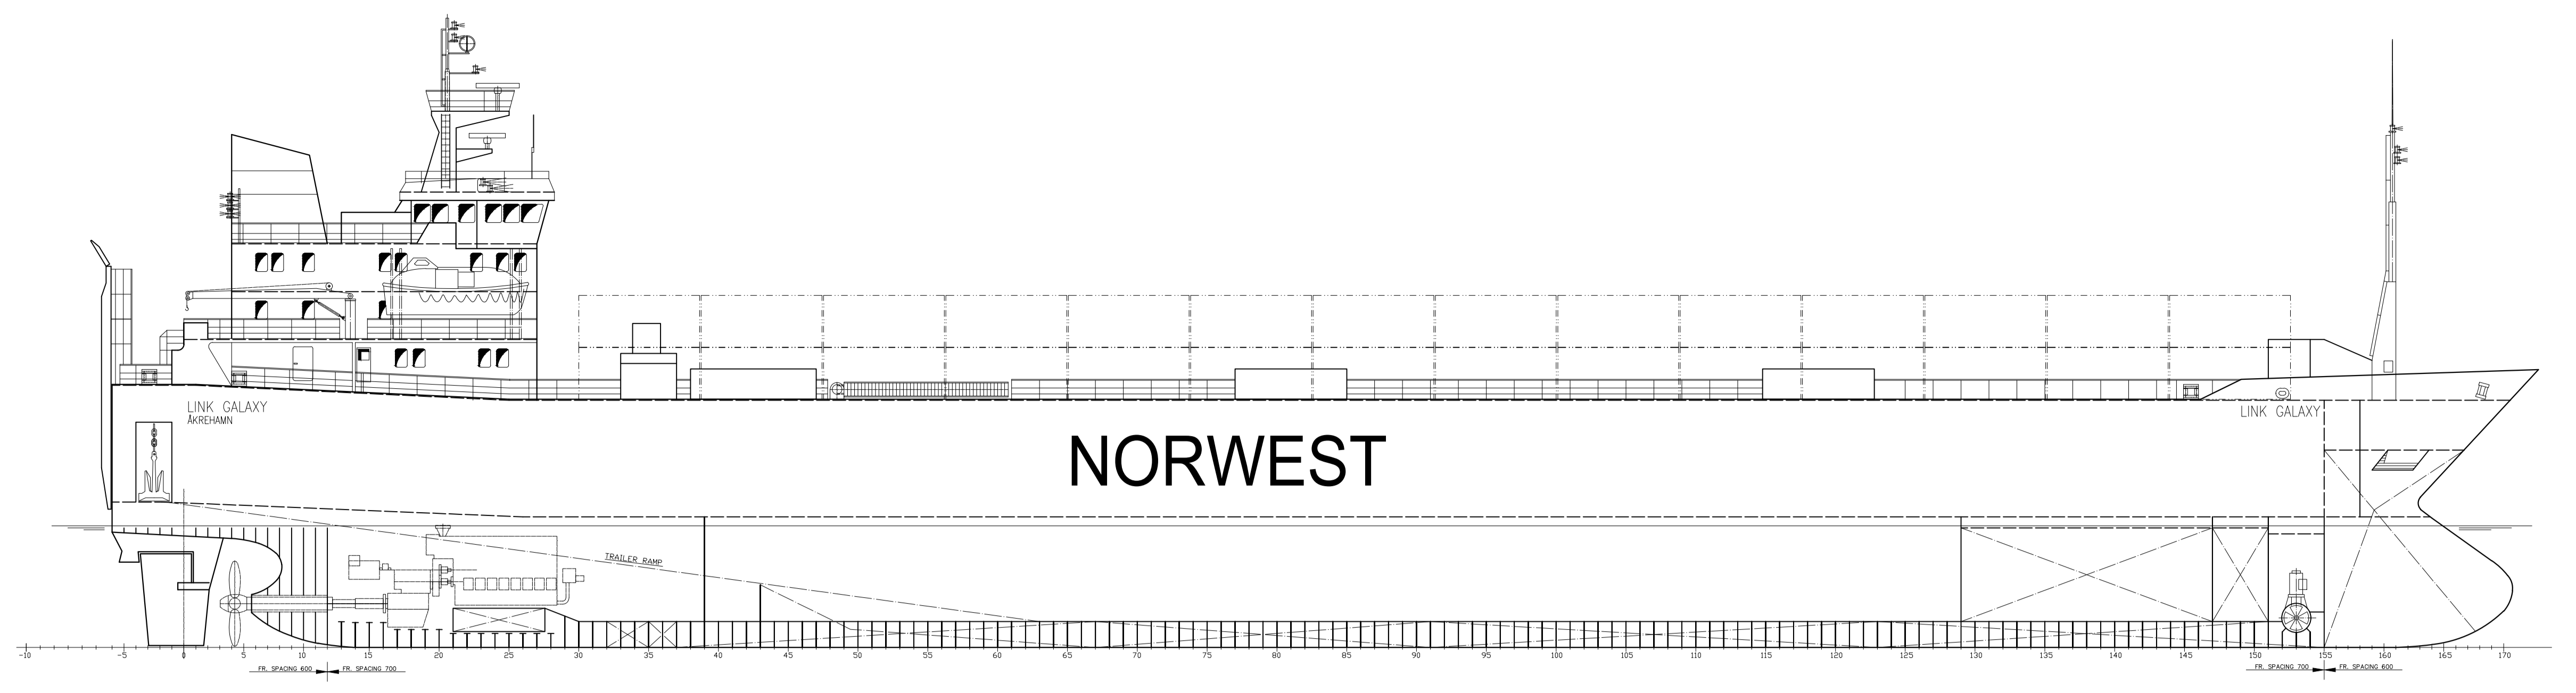 LINK GALAXY
ÅKREHAMN
NORWEST
LINK GALAXY
TRAILER RAMP
-10 -5 0 5 10 15 20 25 30 35 40 45 50 55 60 65 70 75 80 85 90 95 100 105 110 115 120 125 130 135 140 145 150 155 160 165 170
FR. SPACING 600 FR. SPACING 700 FR. SPACING 700 FR. SPACING 600